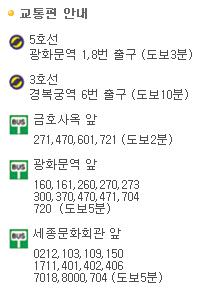 교통편 안내
5호선
광화문역 1,8번 출구 (도보3분)
3호선
경복궁역 6번 출구 (도보10분)
BUS
금호사옥 앞
271,470,601,721 (도보2분)
BUS
광화문역 앞
160,161,260,270,273
300,370,470,471,704
720 (도보5분)
BUS
세종문화회관 앞
0212,103,109,150
1711,401,402,406
7018,8000,704 (도보5분)